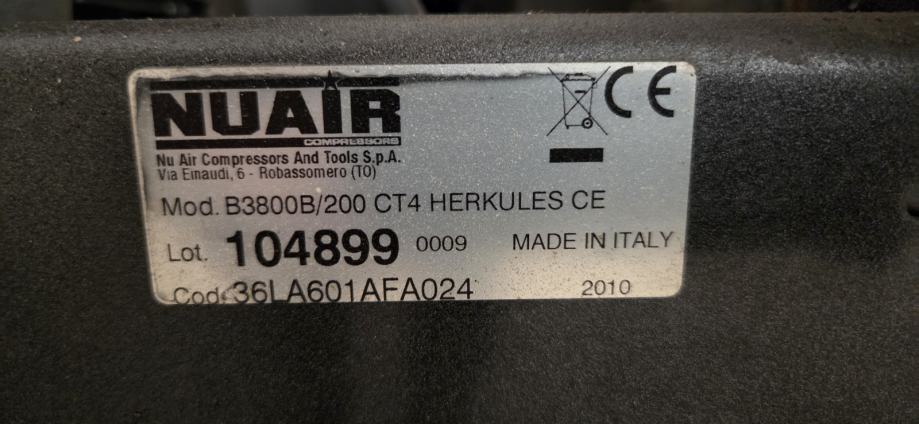 NUAIR
COMPRESSORS
Nu Air Compressors And Tools S.p.A.
Via Einaudi, 6 - Robassomero (TO)
CE
Mod. B3800B/200 CT4 HERKULES CE
Lot. 104899 0009 MADE IN ITALY
Cod. 36LA601AFA024 2010